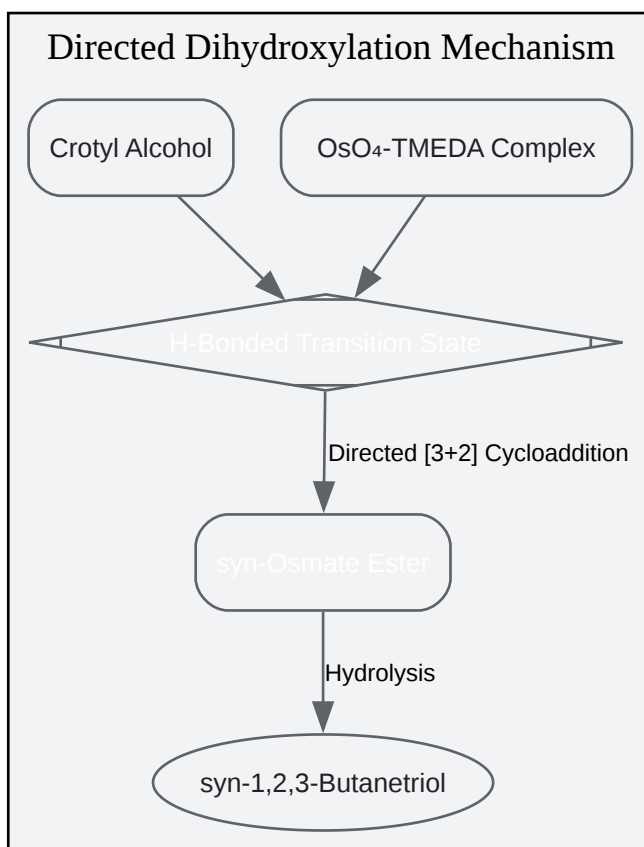 Directed Dihydroxylation Mechanism
Crotyl Alcohol
OsO₄-TMEDA Complex
H-Bonded Transition State
Directed [3+2] Cycloaddition
syn-Osmate Ester
Hydrolysis
syn-1,2,3-Butanetriol